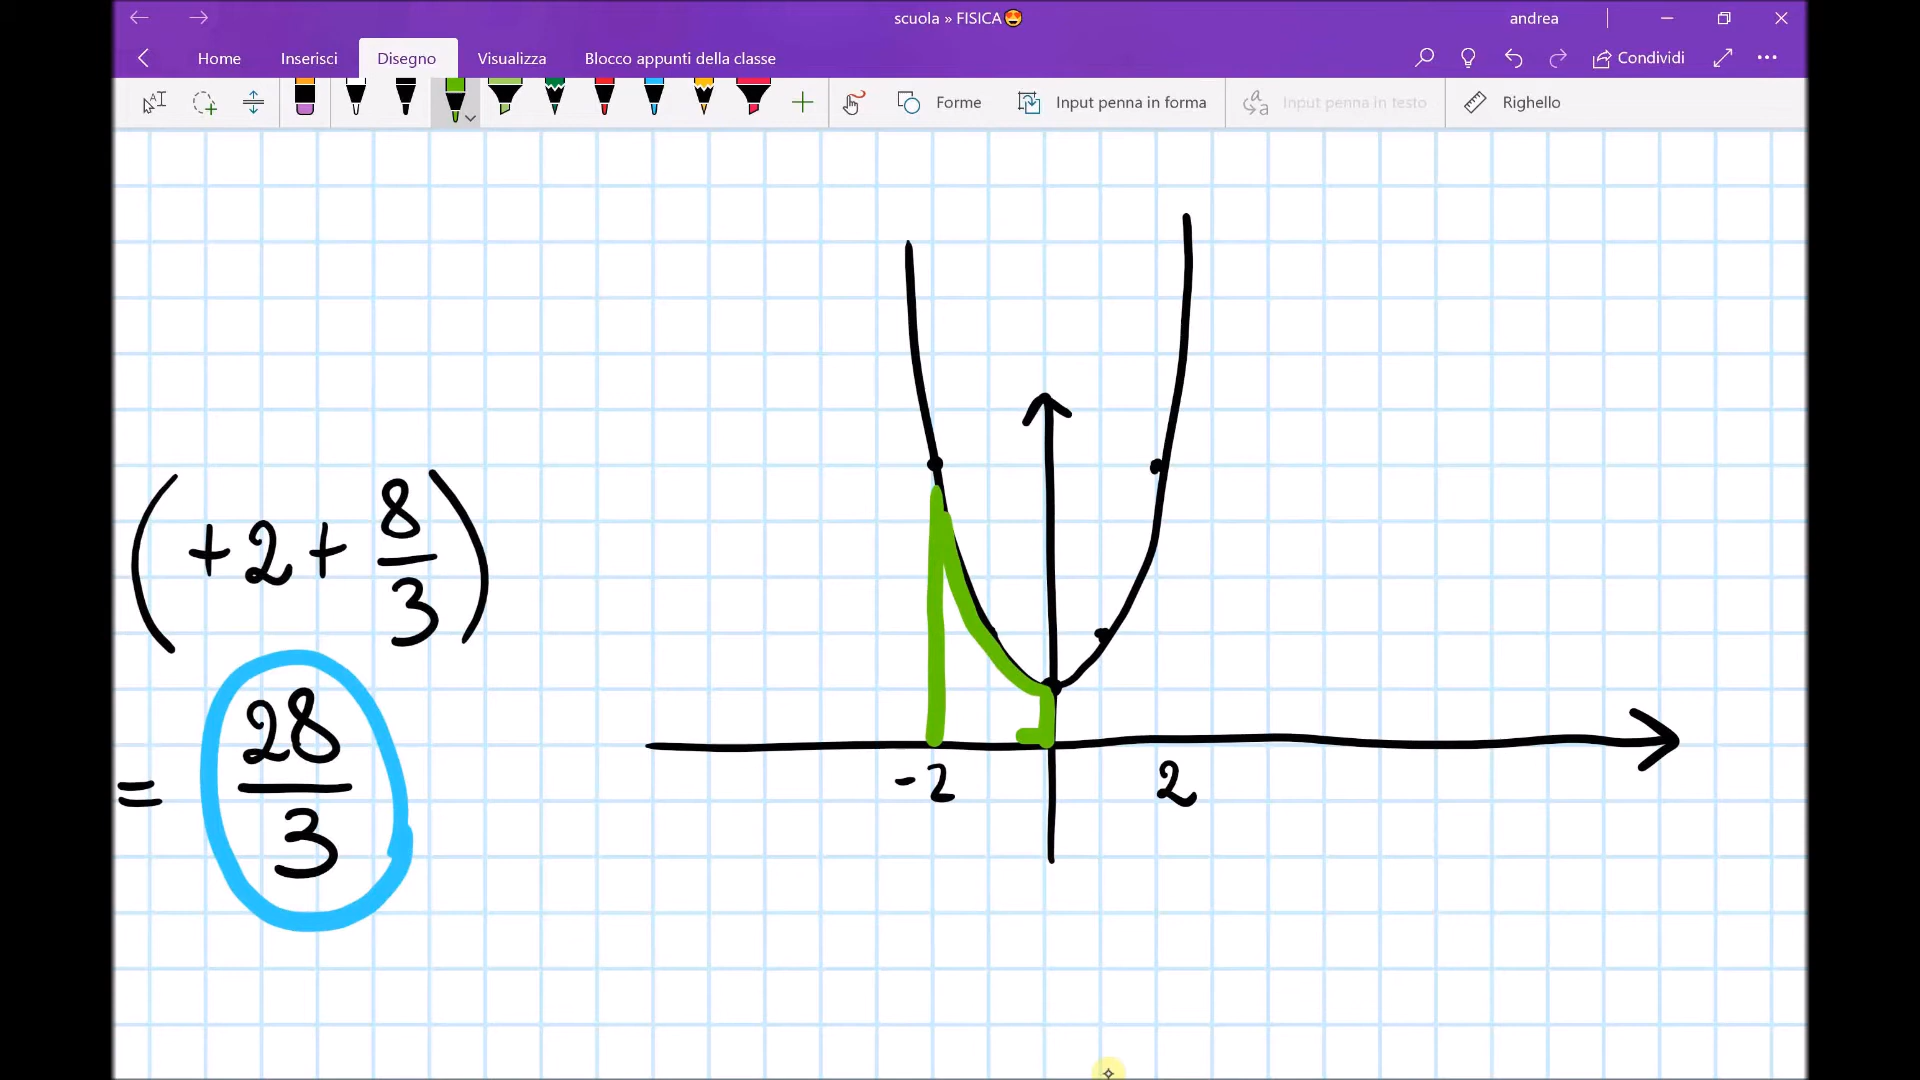 scuola » FISICA😍
andrea
Home Inserisci Disegno Visualizza Blocco appunti della classe Condividi
Forme Input penna in forma Input penna in testo Righello
(+2+8/3)
= 28/3
-2 2